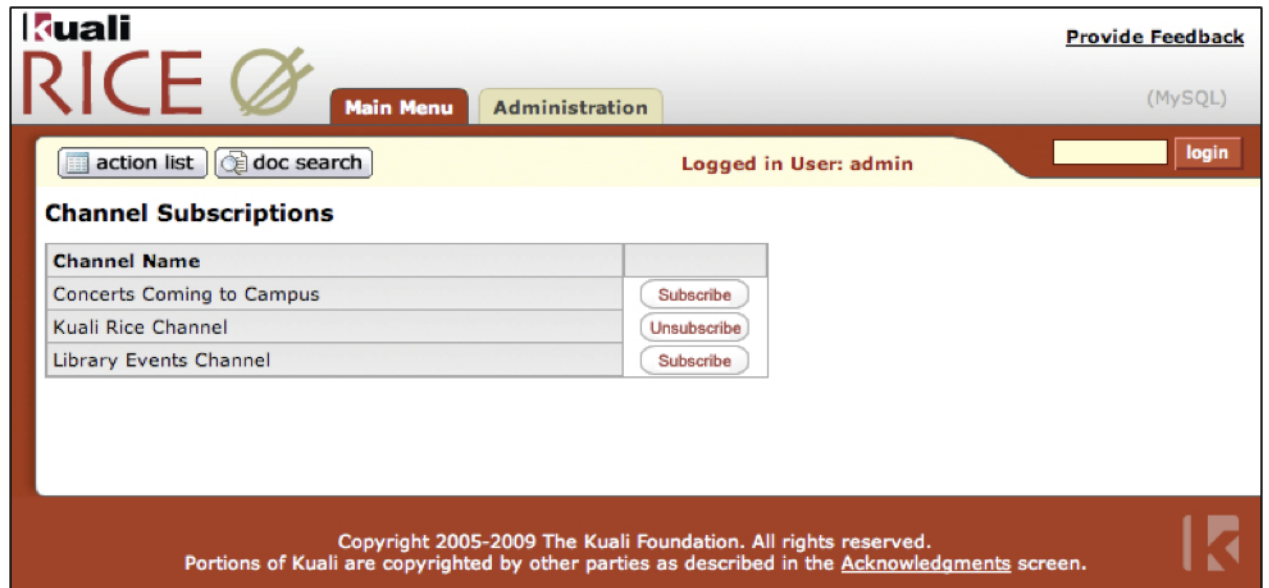 Kuali
RICE
Provide Feedback
Main Menu Administration (MySQL)
action list doc search Logged in User: admin login
Channel Subscriptions
Channel Name
Concerts Coming to Campus Subscribe
Kuali Rice Channel Unsubscribe
Library Events Channel Subscribe
Copyright 2005-2009 The Kuali Foundation. All rights reserved.
Portions of Kuali are copyrighted by other parties as described in the Acknowledgments screen.